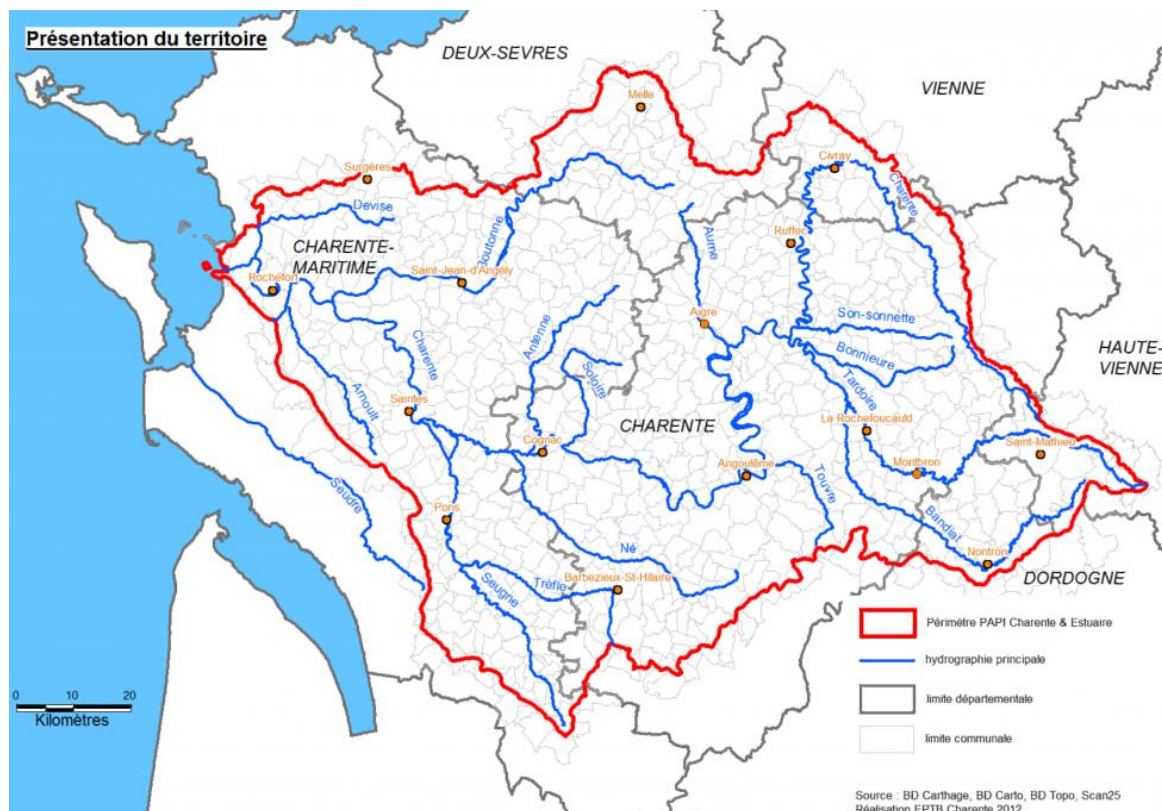 Présentation du territoire
DEUX-SEVRES
VIENNE
Melle
Surgères
Civray
Charente
Devise
Boutonne
Aume
Ruffec
CHARENTE-
MARITIME
Saint-Jean-d'Angély
Rochefort
Aigre
Son-sonnette
Antenne
Charente
Bonnieure
HAUTE-
VIENNE
Soloire
Tardoire
Arnoult
Saintes
La Rochefoucauld
CHARENTE
Cognac
Saint-Mathieu
Angoulême
Montbron
Touvre
Seudre
Pons
Bandiat
Né
Nontron
Barbezieux-St-Hilaire
Trèfle
Seugne
DORDOGNE
Périmètre PAPI Charente & Estuaire
hydrographie principale
limite départementale
limite communale
0 10 20
Kilomètres
Source : BD Carthage, BD Carto, BD Topo, Scan25
Réalisation EPTB Charente 2012